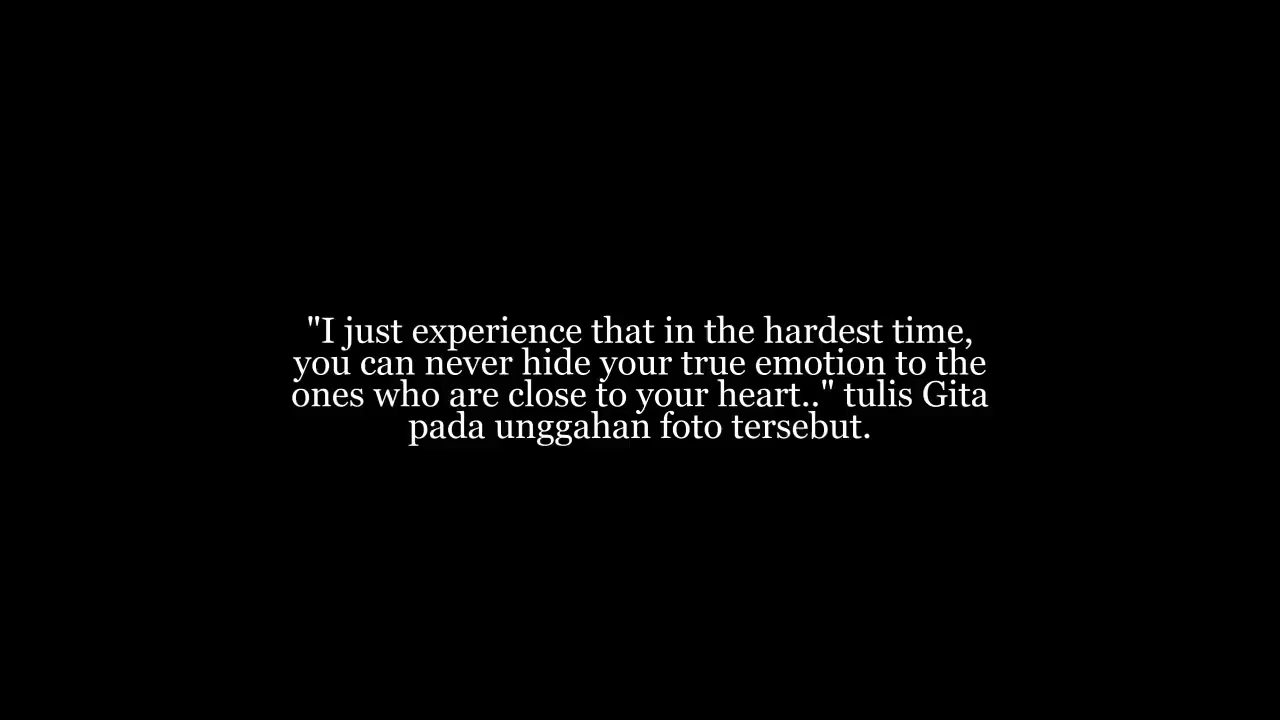 "I just experience that in the hardest time,
you can never hide your true emotion to the
ones who are close to your heart.." tulis Gita
pada unggahan foto tersebut.